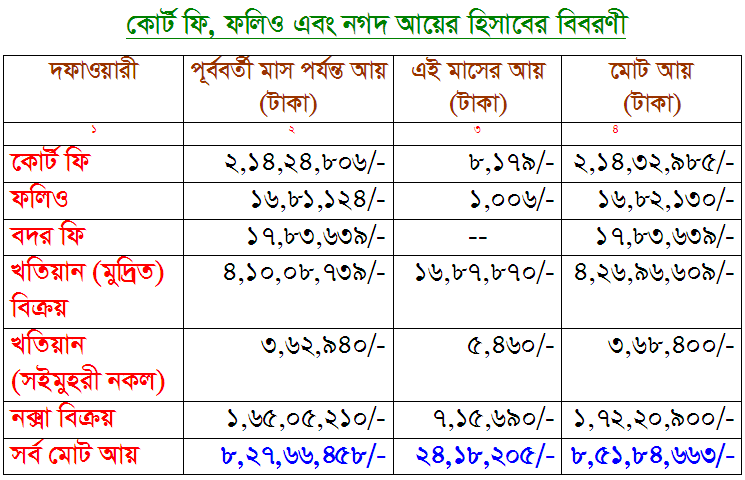 কোর্ট ফি, ফলিও এবং নগদ আয়ের হিসাবের বিবরণী
দফাওয়ারী পূর্ববর্তী মাস পর্যন্ত আয় (টাকা) এই মাসের আয় (টাকা) মোট আয় (টাকা)
১ ২ ৩ ৪
কোর্ট ফি ২,১৪,২৪,৮০৬/- ৮,১৭৯/- ২,১৪,৩২,৯৮৫/-
ফলিও ১৬,৮১,১২৪/- ১,০০৬/- ১৬,৮২,১৩০/-
বদর ফি ১৭,৮৩,৬৩৯/- -- ১৭,৮৩,৬৩৯/-
খতিয়ান (মুদ্রিত) বিক্রয় ৪,১০,০৮,৭৩৯/- ১৬,৮৭,৮৭০/- ৪,২৬,৯৬,৬০৯/-
খতিয়ান (সইমুহরী নকল) ৩,৬২,৯৪০/- ৫,৪৬০/- ৩,৬৮,৪০০/-
নক্সা বিক্রয় ১,৬৫,০৫,২১০/- ৭,১৫,৬৯০/- ১,৭২,২০,৯০০/-
সর্ব মোট আয় ৮,২৭,৬৬,৪৫৮/- ২৪,১৮,২০৫/- ৮,৫১,৮৪,৬৬৩/-